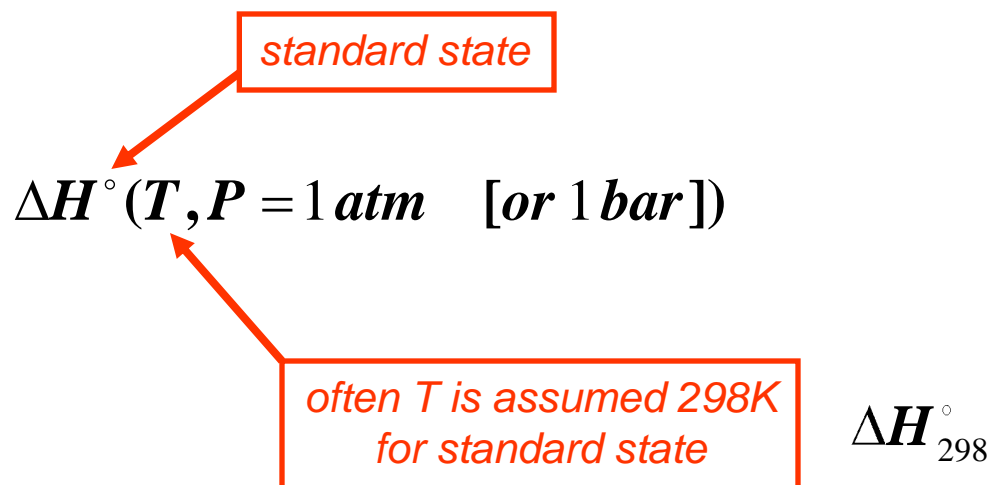 standard state
ΔH°(T, P = 1 atm [or 1 bar])
often T is assumed 298K
for standard state
ΔH°298